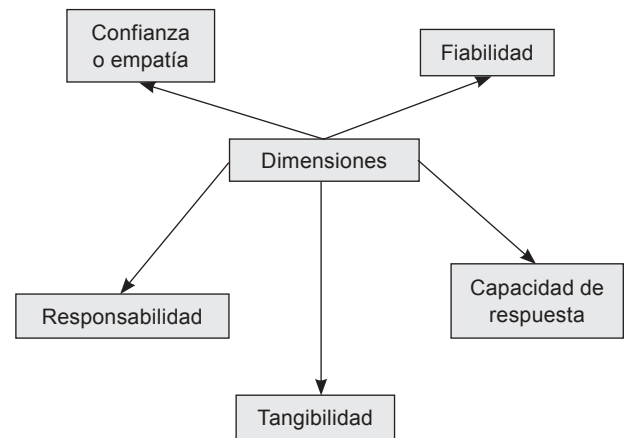 Confianza
o empatía
Fiabilidad
Dimensiones
Responsabilidad
Capacidad de
respuesta
Tangibilidad